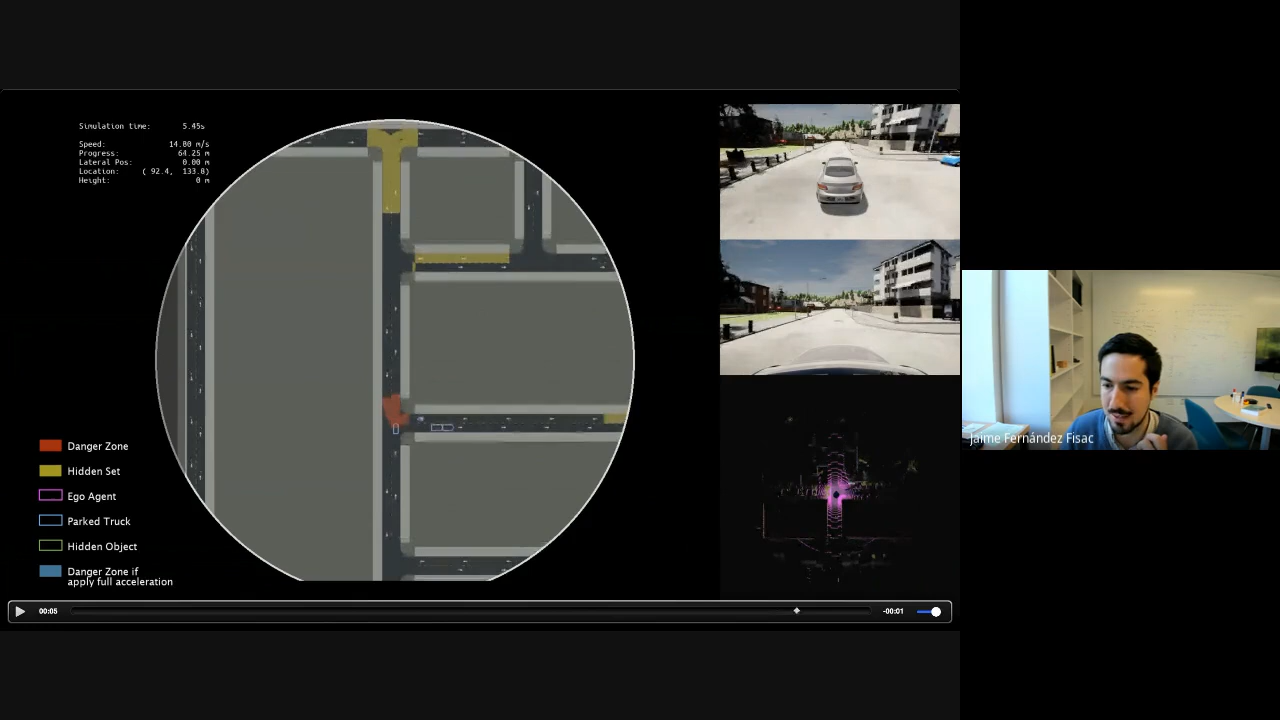 Simulation time: 5.45s
Speed: 14.80 m/s
Progress: 64.25 m
Lateral Pos: 0.00 m
Location: ( 92.4, 133.8)
Height: 0 m
Danger Zone
Hidden Set
Ego Agent
Parked Truck
Hidden Object
Danger Zone if
apply full acceleration
00:05
-00:01
Jaime Fernández Fisac